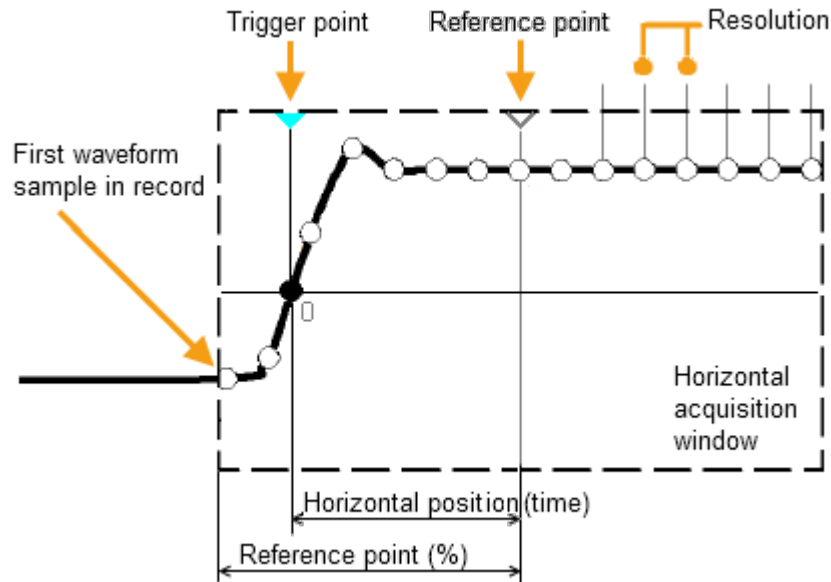 Trigger point
Reference point
Resolution
First waveform
sample in record
0
Horizontal
acquisition
window
Horizontal position (time)
Reference point (%)